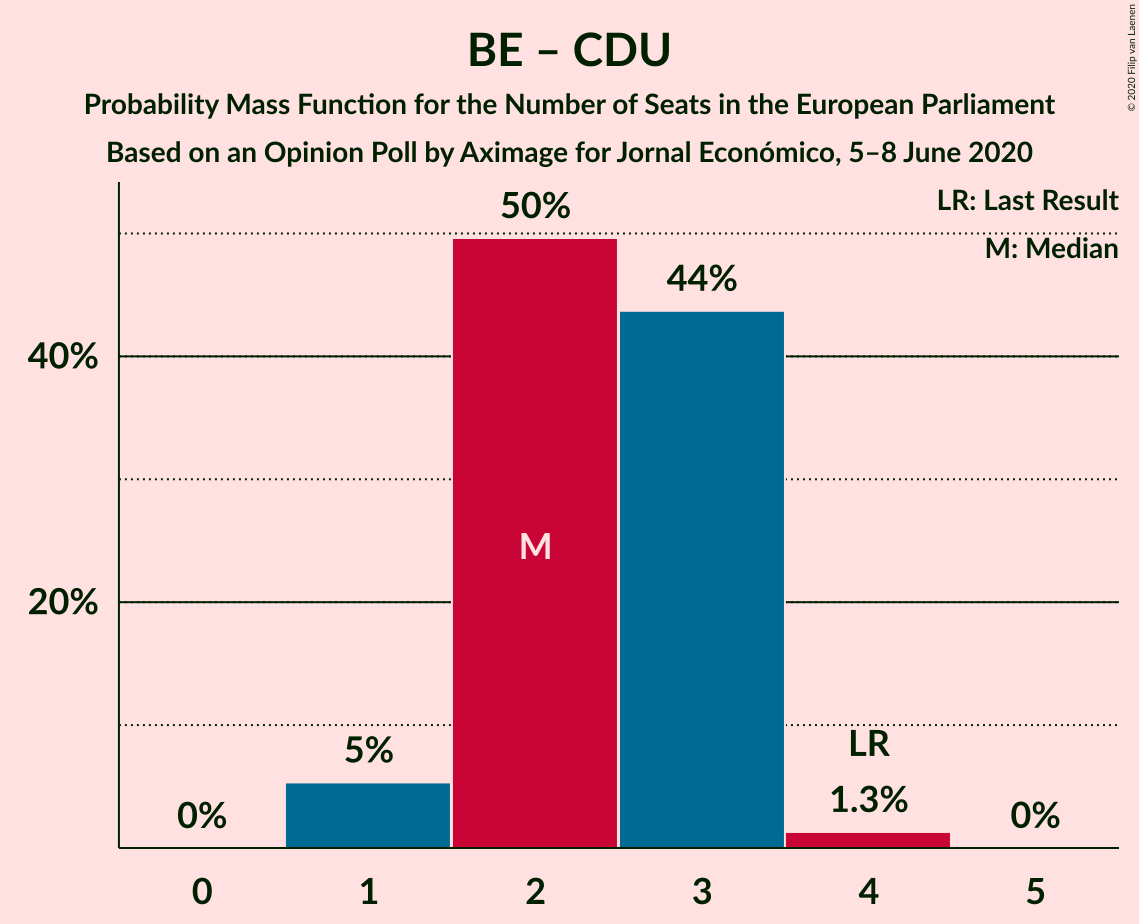 BE – CDU
Probability Mass Function for the Number of Seats in the European Parliament
Based on an Opinion Poll by Aximage for Jornal Económico, 5–8 June 2020
© 2020 Filip van Laenen
LR: Last Result
M: Median
50%
44%
40%
M
20%
LR
5%
1.3%
0%
0%
0 1 2 3 4 5